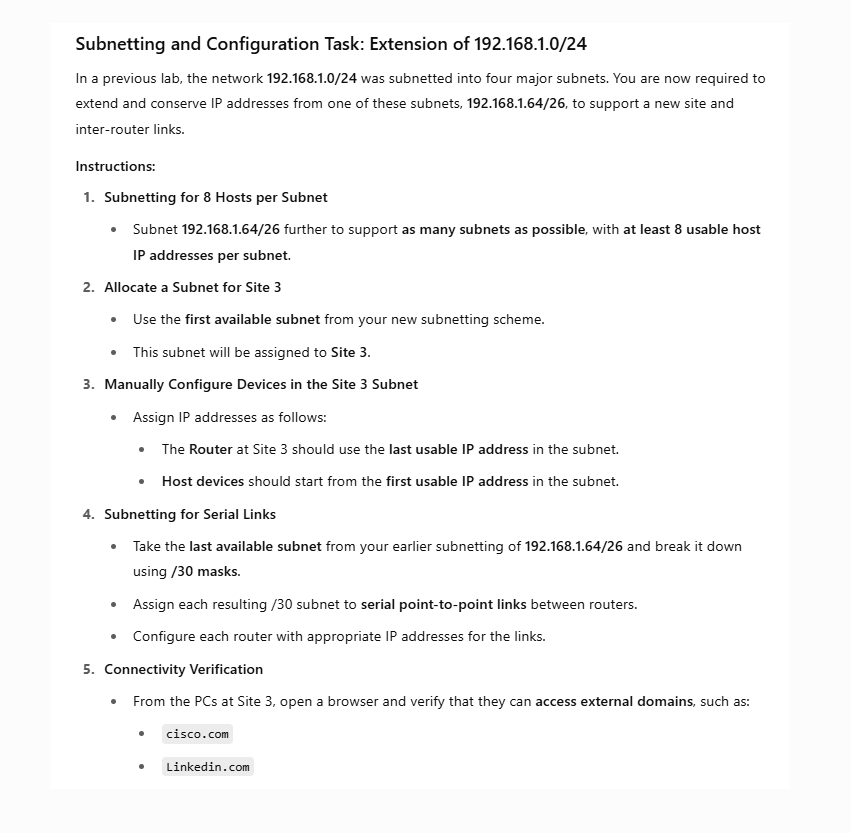 Subnetting and Configuration Task: Extension of 192.168.1.0/24
In a previous lab, the network 192.168.1.0/24 was subnetted into four major subnets. You are now required to
extend and conserve IP addresses from one of these subnets, 192.168.1.64/26, to support a new site and
inter-router links.
Instructions:
1. Subnetting for 8 Hosts per Subnet
• Subnet 192.168.1.64/26 further to support as many subnets as possible, with at least 8 usable host
IP addresses per subnet.
2. Allocate a Subnet for Site 3
• Use the first available subnet from your new subnetting scheme.
• This subnet will be assigned to Site 3.
3. Manually Configure Devices in the Site 3 Subnet
• Assign IP addresses as follows:
• The Router at Site 3 should use the last usable IP address in the subnet.
• Host devices should start from the first usable IP address in the subnet.
4. Subnetting for Serial Links
• Take the last available subnet from your earlier subnetting of 192.168.1.64/26 and break it down
using /30 masks.
• Assign each resulting /30 subnet to serial point-to-point links between routers.
• Configure each router with appropriate IP addresses for the links.
5. Connectivity Verification
• From the PCs at Site 3, open a browser and verify that they can access external domains, such as:
• cisco.com
• Linkedin.com